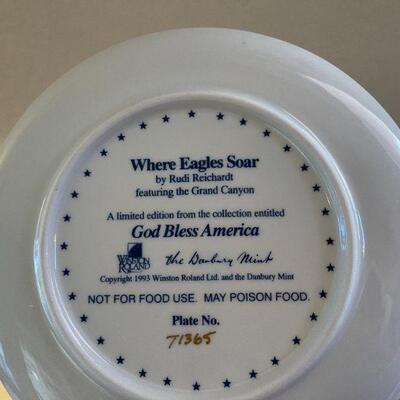 Where Eagles Soar
by Rudi Reichardt
featuring the Grand Canyon
A limited edition from the collection entitled
God Bless America
WINSTON ROLAND The Danbury Mint
Copyright 1993 Winston Roland Ltd. and the Danbury Mint
NOT FOR FOOD USE. MAY POISON FOOD.
Plate No.
71365